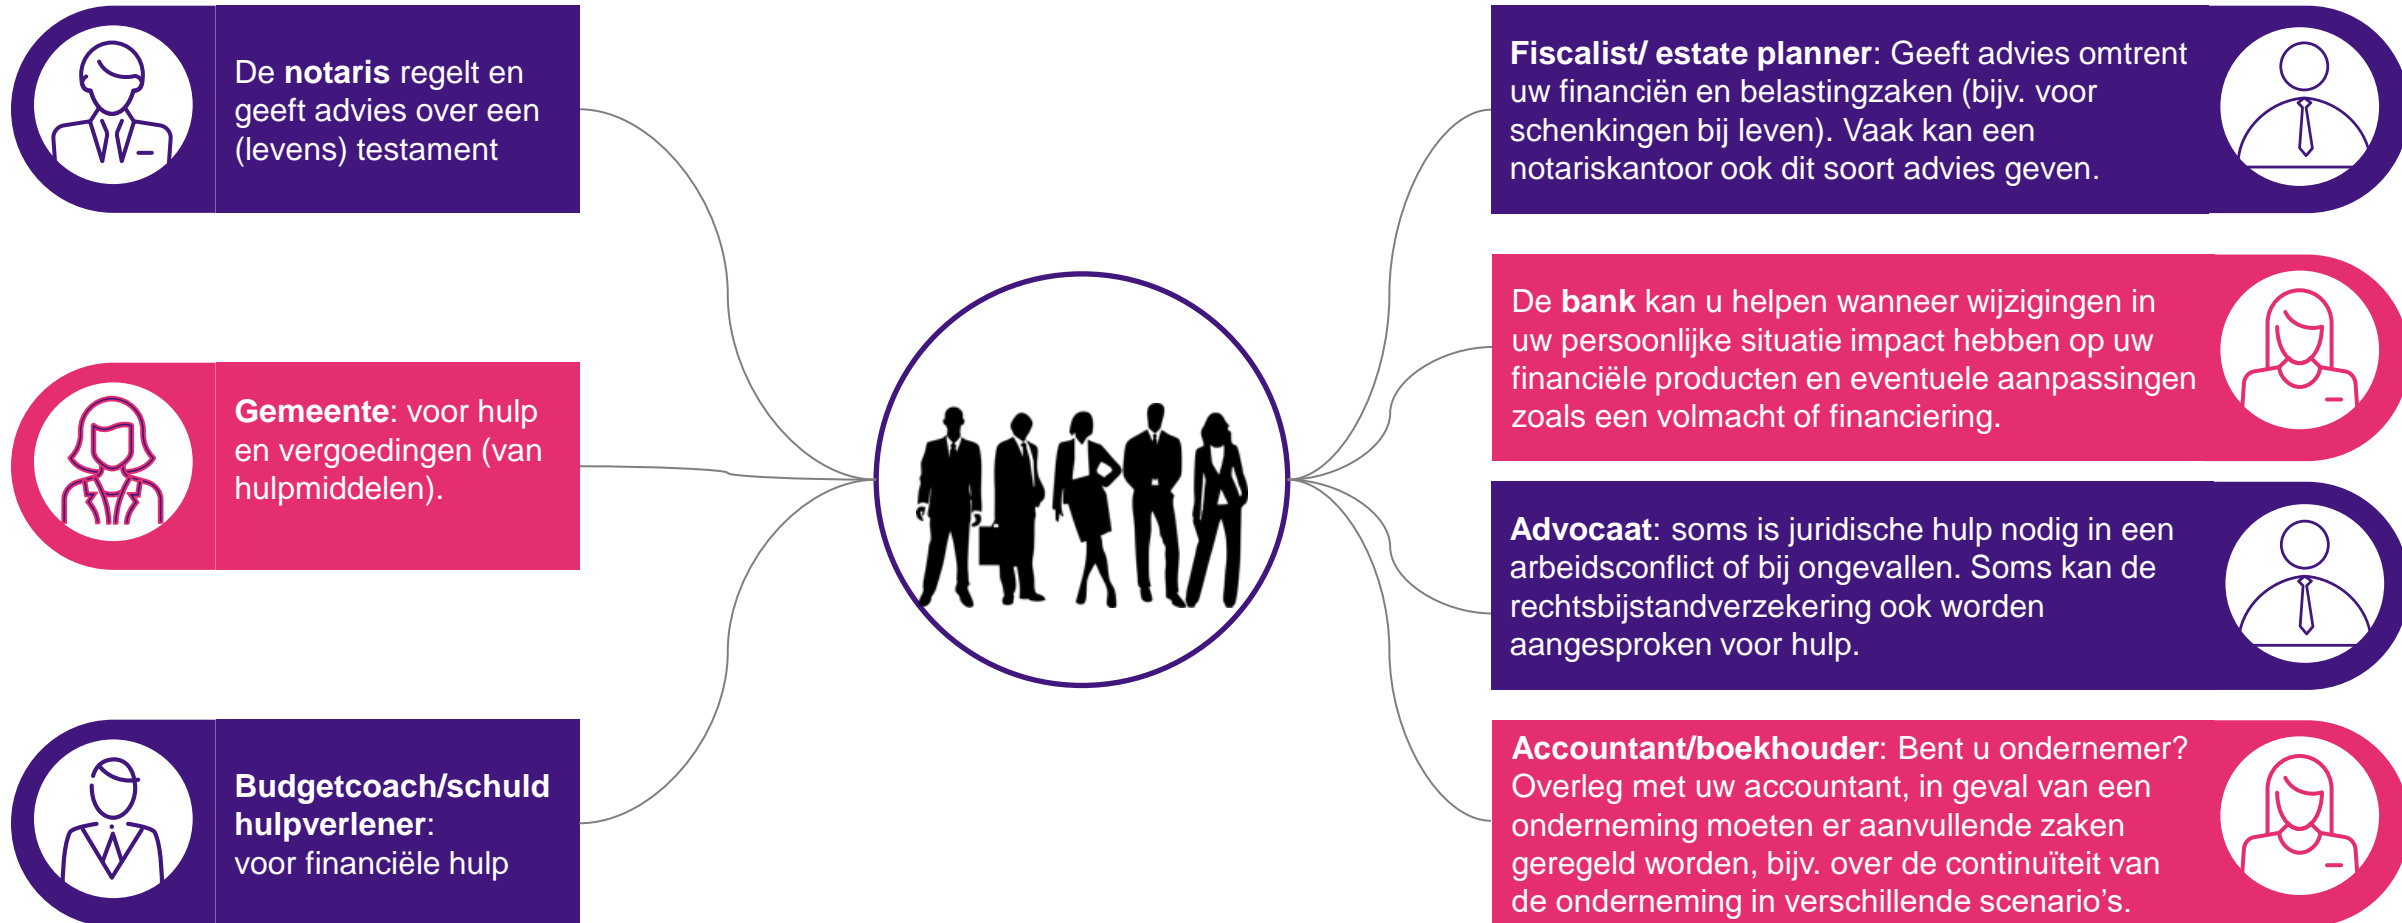 De notaris regelt en
geeft advies over een
(levens) testament
Gemeente: voor hulp
en vergoedingen (van
hulpmiddelen).
Budgetcoach/schuld
hulpverlener:
voor financiële hulp
Fiscalist/ estate planner: Geeft advies omtrent
uw financiën en belastingzaken (bijv. voor
schenkingen bij leven). Vaak kan een
notariskantoor ook dit soort advies geven.
De bank kan u helpen wanneer wijzigingen in
uw persoonlijke situatie impact hebben op uw
financiële producten en eventuele aanpassingen
zoals een volmacht of financiering.
Advocaat: soms is juridische hulp nodig in een
arbeidsconflict of bij ongevallen. Soms kan de
rechtsbijstandverzekering ook worden
aangesproken voor hulp.
Accountant/boekhouder: Bent u ondernemer?
Overleg met uw accountant, in geval van een
onderneming moeten er aanvullende zaken
geregeld worden, bijv. over de continuïteit van
de onderneming in verschillende scenario’s.